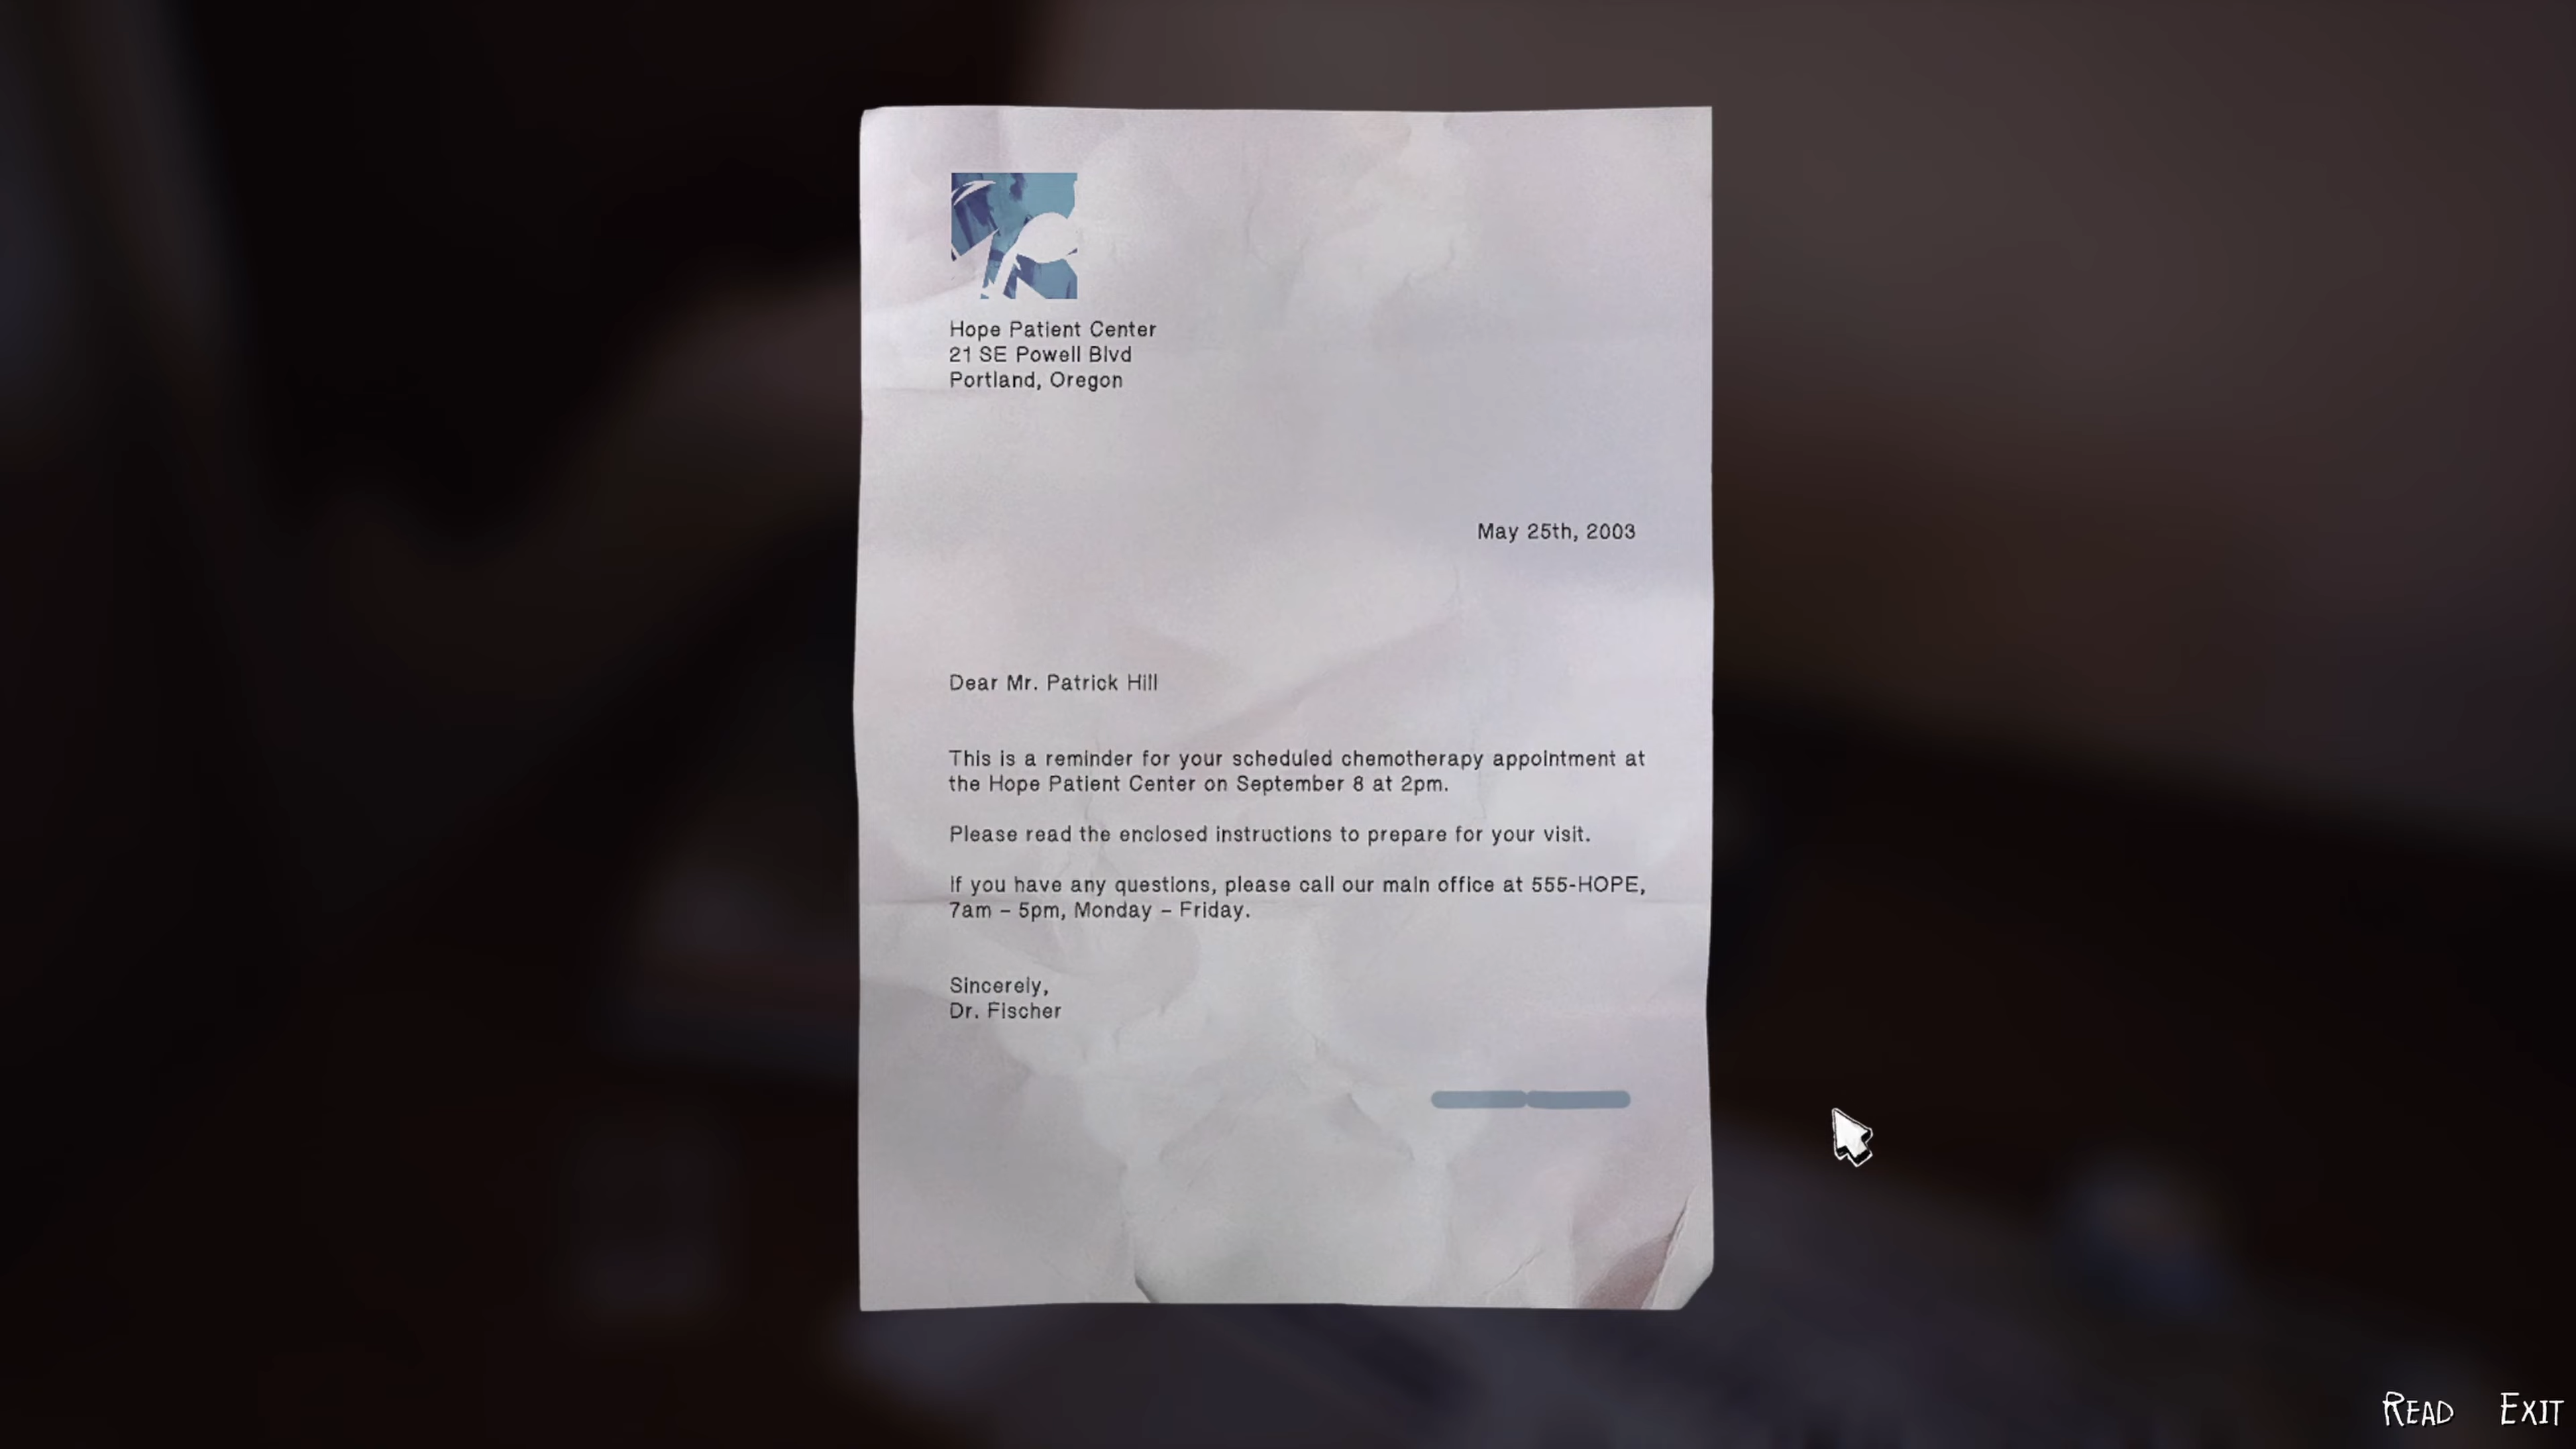 Hope Patient Center
21 SE Powell Blvd
Portland, Oregon
May 25th, 2003
Dear Mr. Patrick Hill
This is a reminder for your scheduled chemotherapy appointment at
the Hope Patient Center on September 8 at 2pm.
Please read the enclosed instructions to prepare for your visit.
If you have any questions, please call our main office at 555-HOPE,
7am – 5pm, Monday – Friday.
Sincerely,
Dr. Fischer
READ EXIT